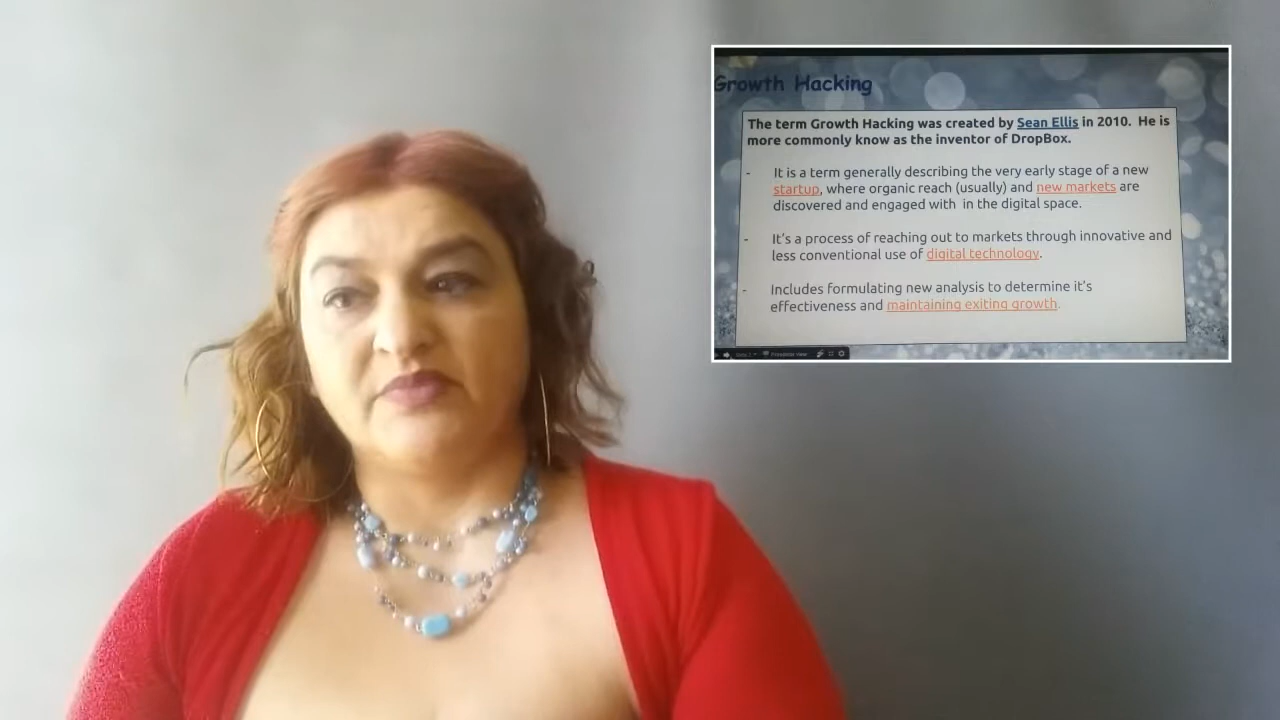 Growth Hacking
The term Growth Hacking was created by Sean Ellis in 2010. He is
more commonly know as the inventor of DropBox.
- It is a term generally describing the very early stage of a new
startup, where organic reach (usually) and new markets are
discovered and engaged with in the digital space.
- It's a process of reaching out to markets through innovative and
less conventional use of digital technology.
- Includes formulating new analysis to determine it's
effectiveness and maintaining exiting growth.
Presenter view